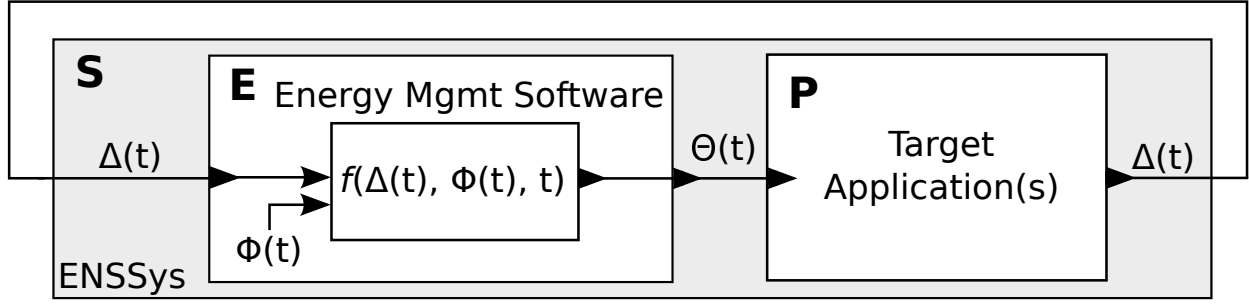 S
E
Energy Mgmt Software
P
Δ(t)
f(Δ(t), Φ(t), t)
Θ(t)
Target
Application(s)
Δ(t)
Φ(t)
ENSSys